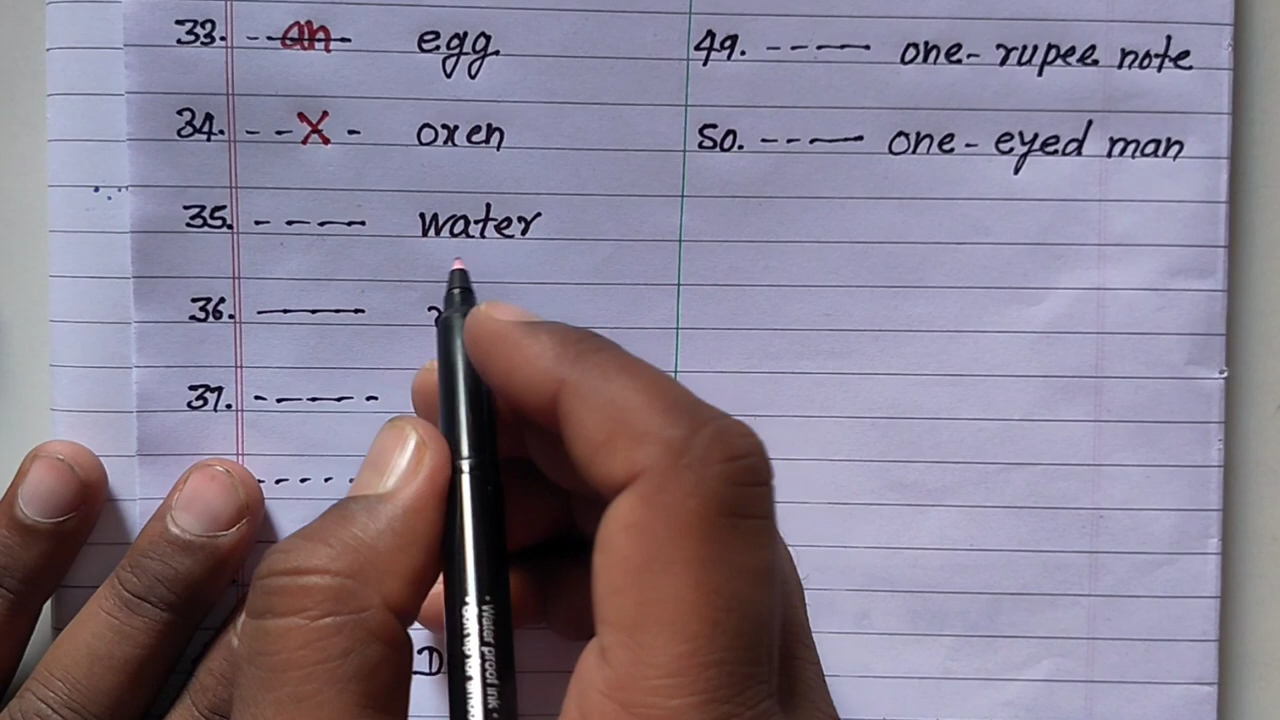 33. --an-- egg
34. --X- oxen
35. ---- water
36. ----
37. -----
-----
D
49. ---- one-rupee note
50. ---- one-eyed man
• Water proof ink •